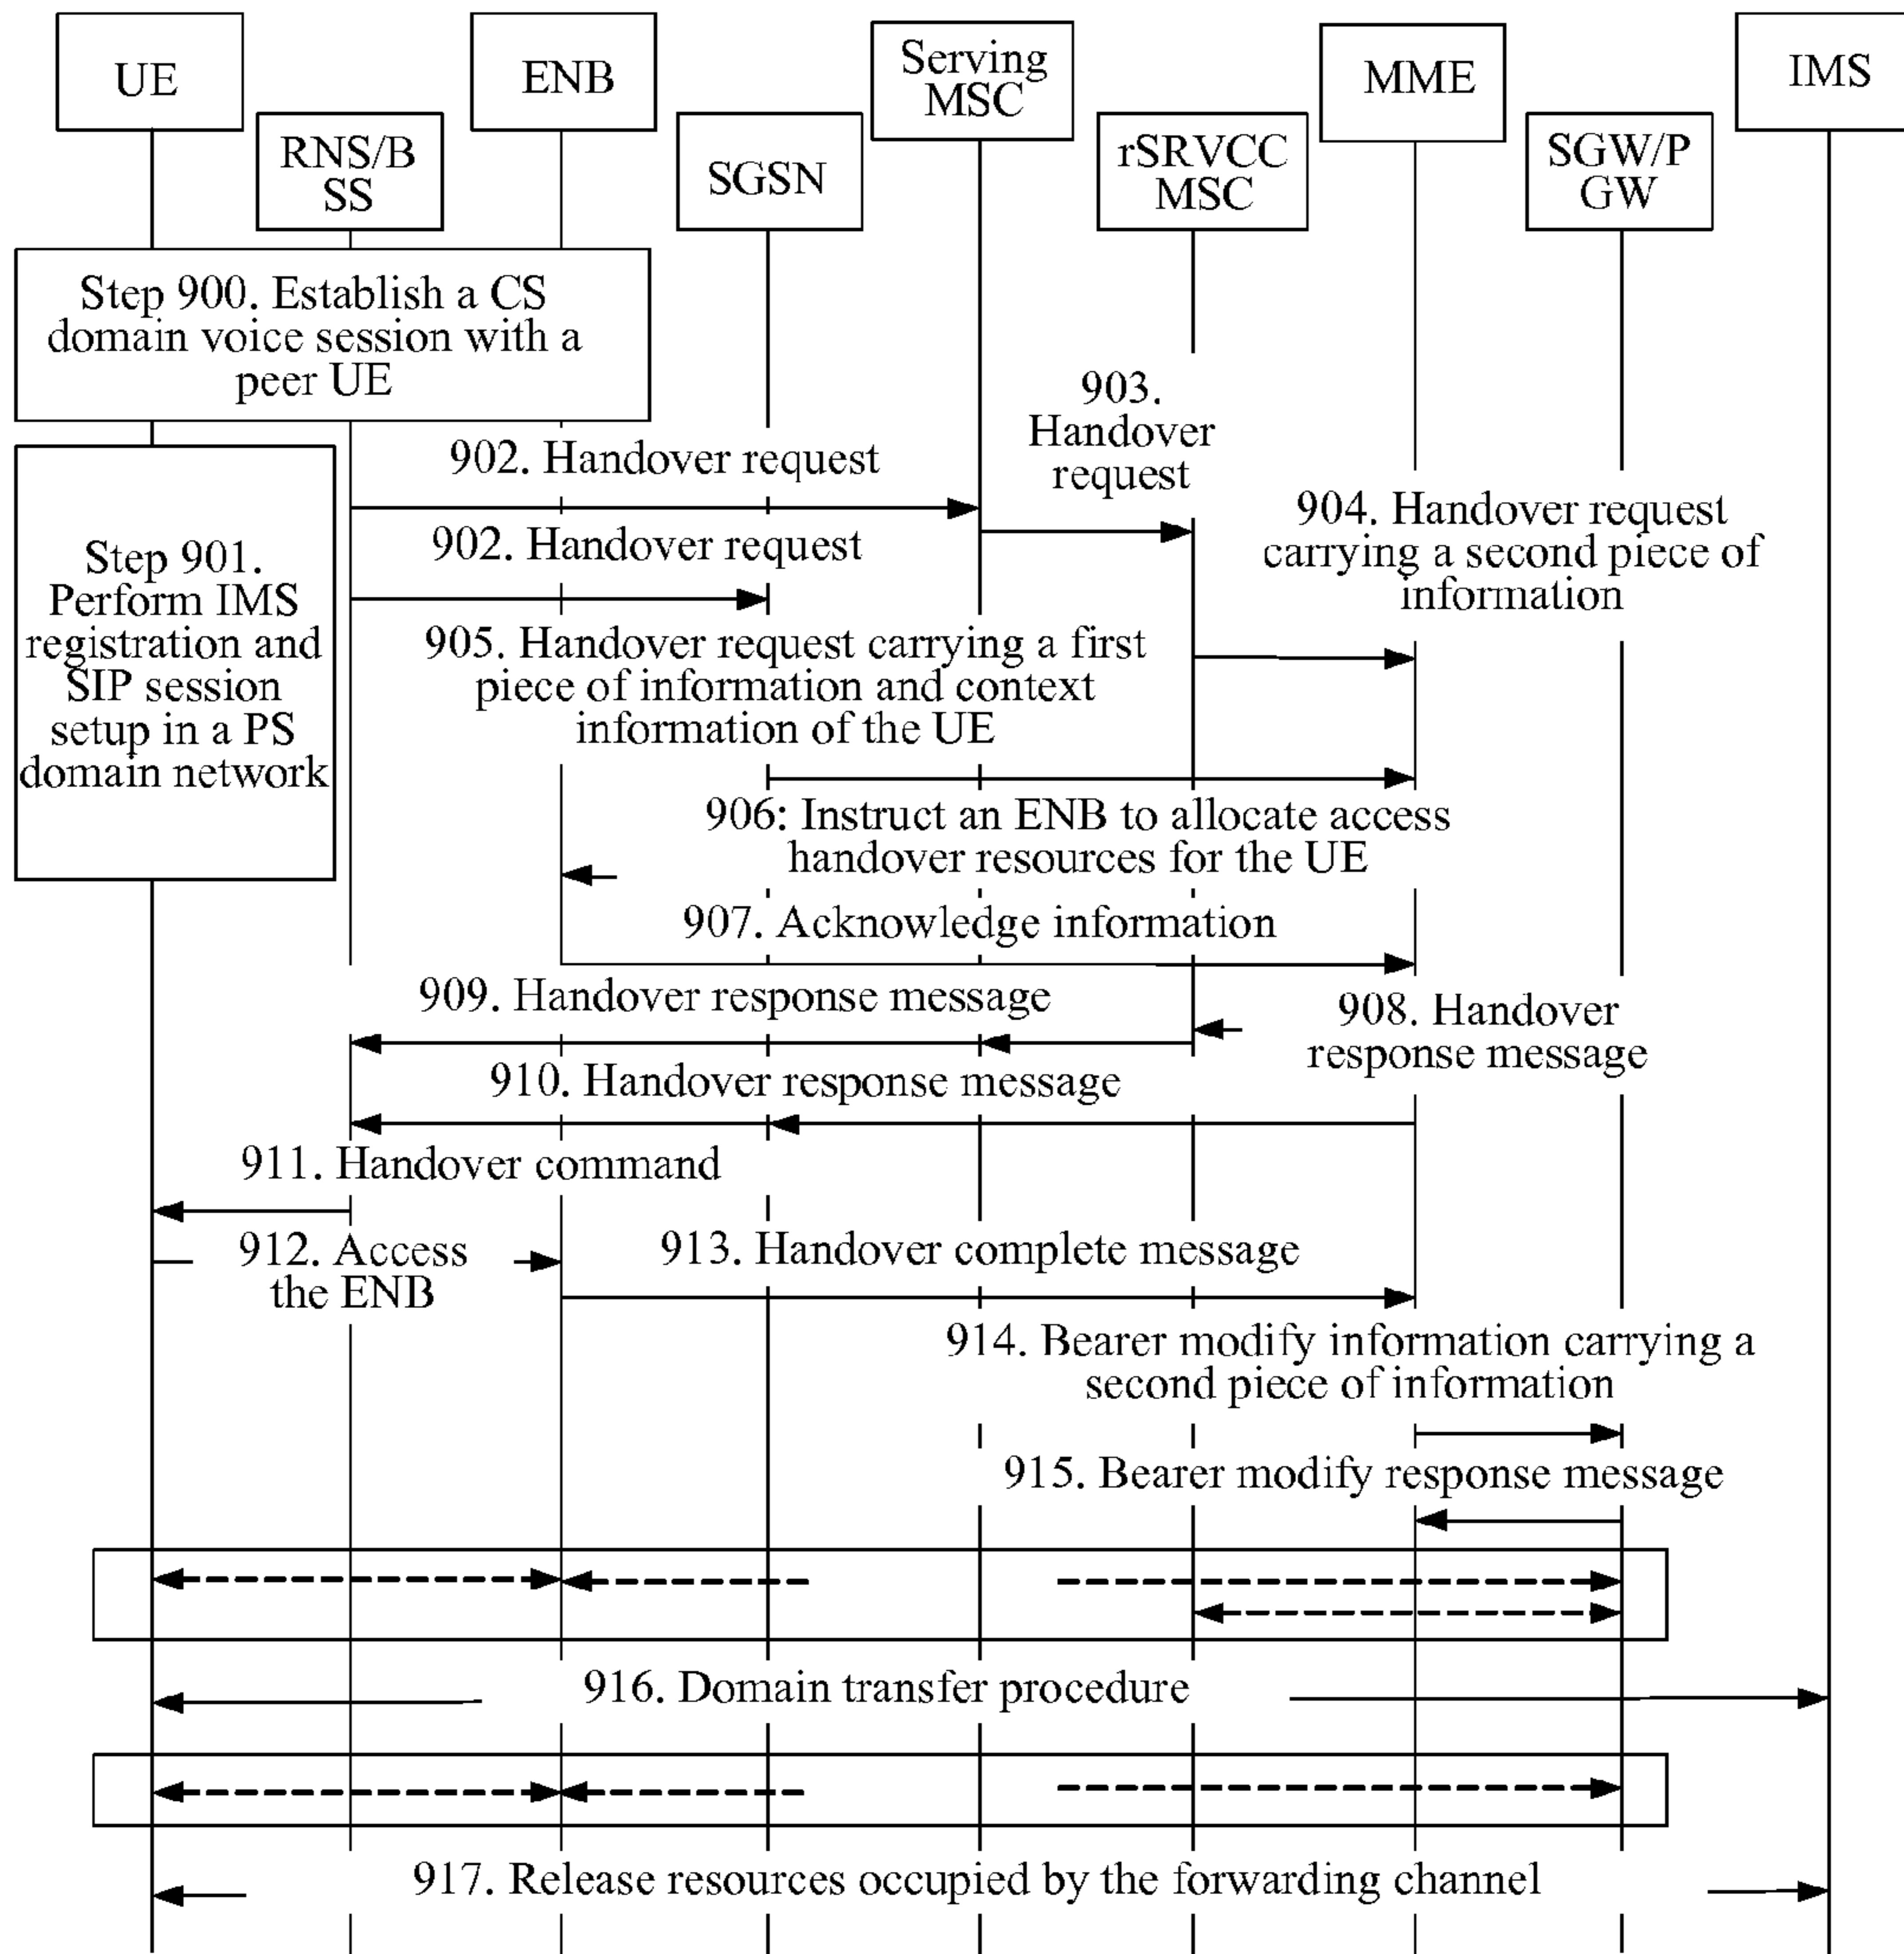 UE
ENB
Serving
MSC
MME
IMS
RNS/B
SS
SGSN
rSRVCC
MSC
SGW/P
GW
Step 900. Establish a CS
domain voice session with a
peer UE
903.
Handover
request
902. Handover request
904. Handover request
carrying a second piece of
information
902. Handover request
Step 901.
Perform IMS
registration and
SIP session
setup in a PS
domain network
905. Handover request carrying a first
piece of information and context
information of the UE
906: Instruct an ENB to allocate access
handover resources for the UE
907. Acknowledge information
909. Handover response message
908. Handover
response message
910. Handover response message
911. Handover command
912. Access
the ENB
913. Handover complete message
914. Bearer modify information carrying a
second piece of information
915. Bearer modify response message
916. Domain transfer procedure
917. Release resources occupied by the forwarding channel